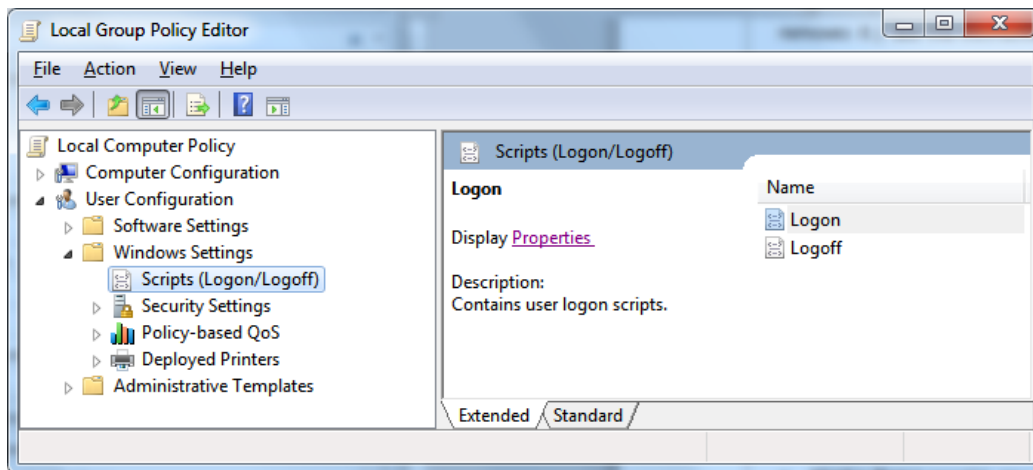 Local Group Policy Editor
File Action View Help
Local Computer Policy
Computer Configuration
User Configuration
Software Settings
Windows Settings
Scripts (Logon/Logoff)
Security Settings
Policy-based QoS
Deployed Printers
Administrative Templates
Scripts (Logon/Logoff)
Logon
Display Properties
Description:
Contains user logon scripts.
Name
Logon
Logoff
Extended Standard